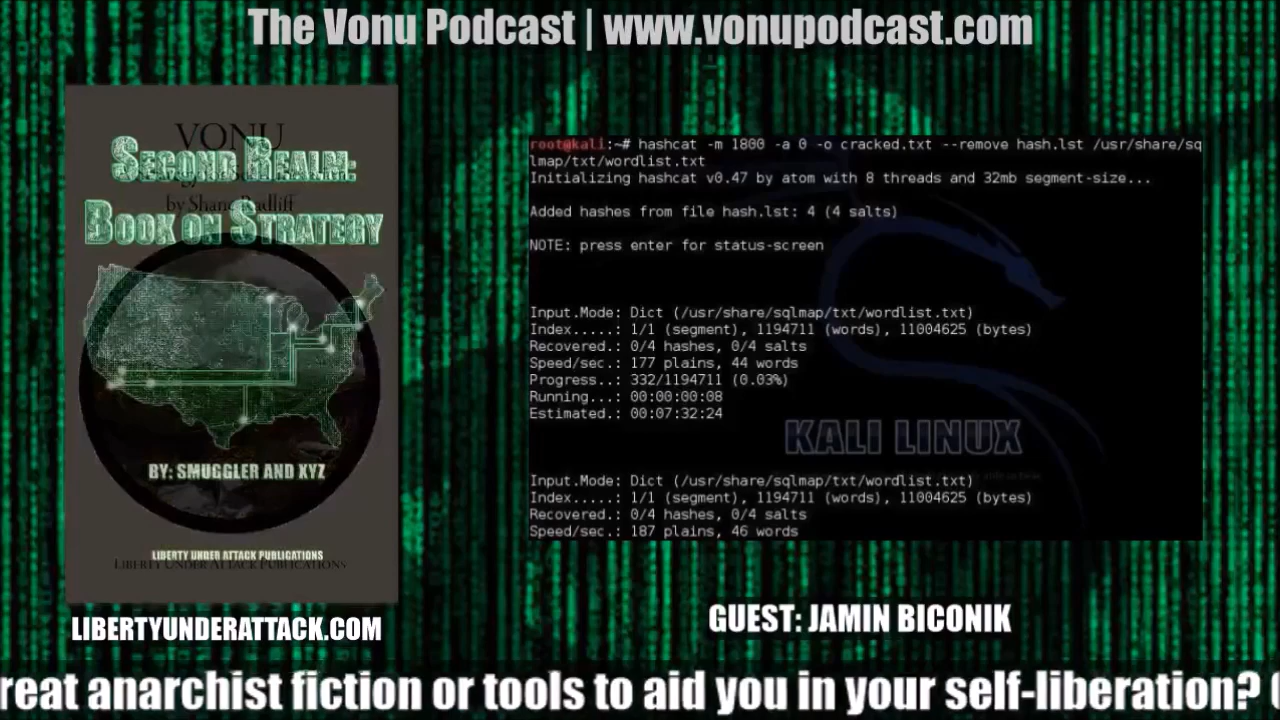 The Vonu Podcast | www.vonupodcast.com
VONU
SECOND REALM:
by Shane Radliff
BOOK ON STRATEGY
BY: SMUGGLER AND XYZ
LIBERTY UNDER ATTACK PUBLICATIONS
LIBERTY UNDER ATTACK PUBLICATIONS
LIBERTYUNDERATTACK.COM
root@kali:~# hashcat -m 1800 -a 0 -o cracked.txt --remove hash.lst /usr/share/sq
lmap/txt/wordlist.txt
Initializing hashcat v0.47 by atom with 8 threads and 32mb segment-size...
Added hashes from file hash.lst: 4 (4 salts)
NOTE: press enter for status-screen
Input.Mode: Dict (/usr/share/sqlmap/txt/wordlist.txt)
Index.....: 1/1 (segment), 1194711 (words), 11004625 (bytes)
Recovered.: 0/4 hashes, 0/4 salts
Speed/sec.: 177 plains, 44 words
Progress..: 332/1194711 (0.03%)
Running...: 00:00:00:08
Estimated.: 00:07:32:24
KALI LINUX
Input.Mode: Dict (/usr/share/sqlmap/txt/wordlist.txt)
Index.....: 1/1 (segment), 1194711 (words), 11004625 (bytes)
Recovered.: 0/4 hashes, 0/4 salts
Speed/sec.: 187 plains, 46 words
GUEST: JAMIN BICONIK
reat anarchist fiction or tools to aid you in your self-liberation?